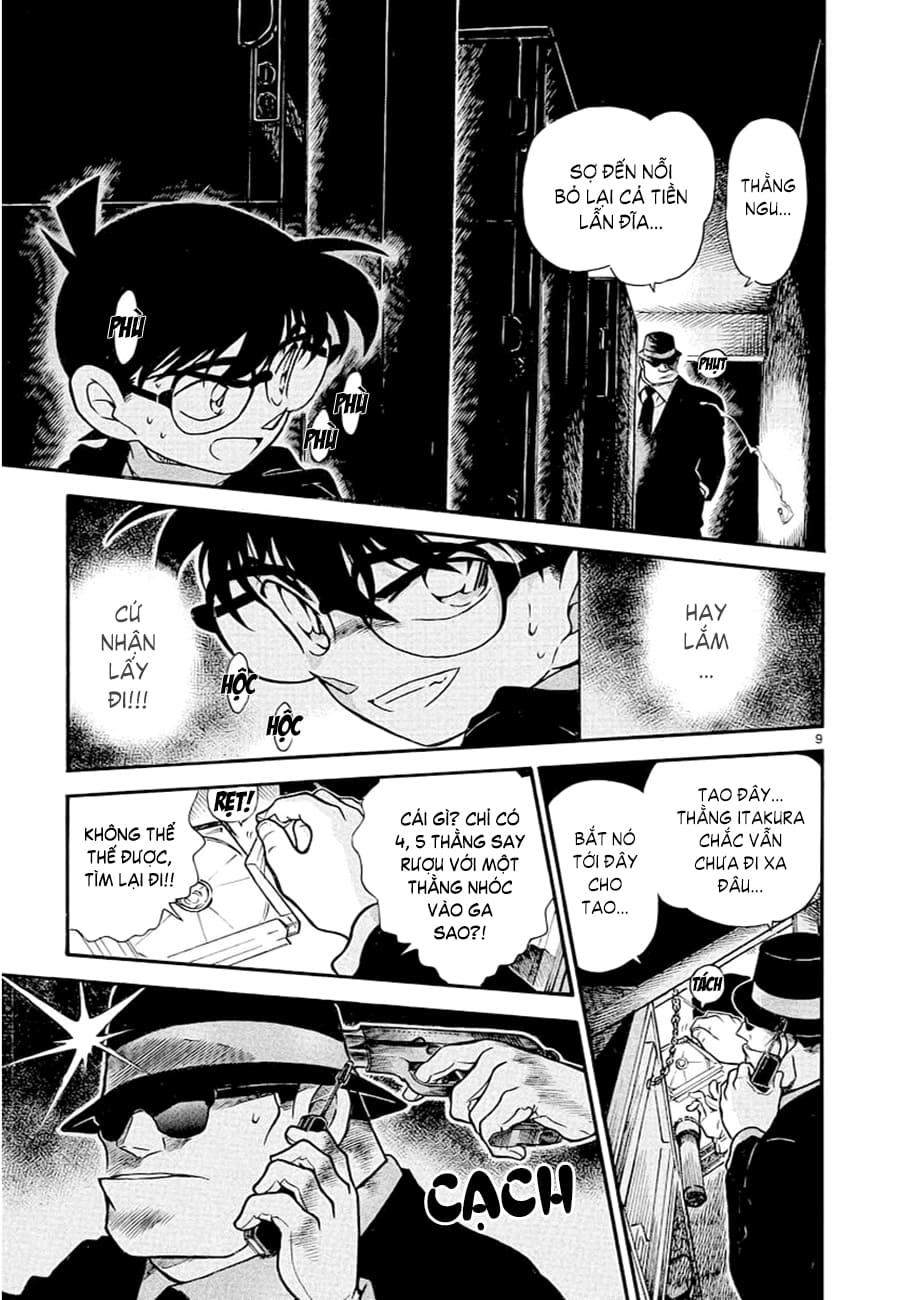 THẰNG
NGU...
SỢ ĐẾN NỖI
BỎ LẠI CẢ TIỀN
LẪN ĐĨA...
PHỤT
PHÙ
PHÙ
PHÙ
HAY
LẮM
...
CỨ
NHẬN
LẤY
ĐI!!!
HỘC
HỘC
9
TAO ĐÂY...
THẰNG ITAKURA
CHẮC VẪN
CHƯA ĐI XA
ĐÂU...
BẮT NÓ
TỚI ĐÂY
CHO
TAO...
TÁCH
CÁI GÌ? CHỈ CÓ
4, 5 THẰNG SAY
RƯỢU VỚI MỘT
THẰNG NHÓC
VÀO GA
SAO?!
RẸT!
KHÔNG THỂ
THẾ ĐƯỢC,
TÌM LẠI ĐI!!
CẠCH